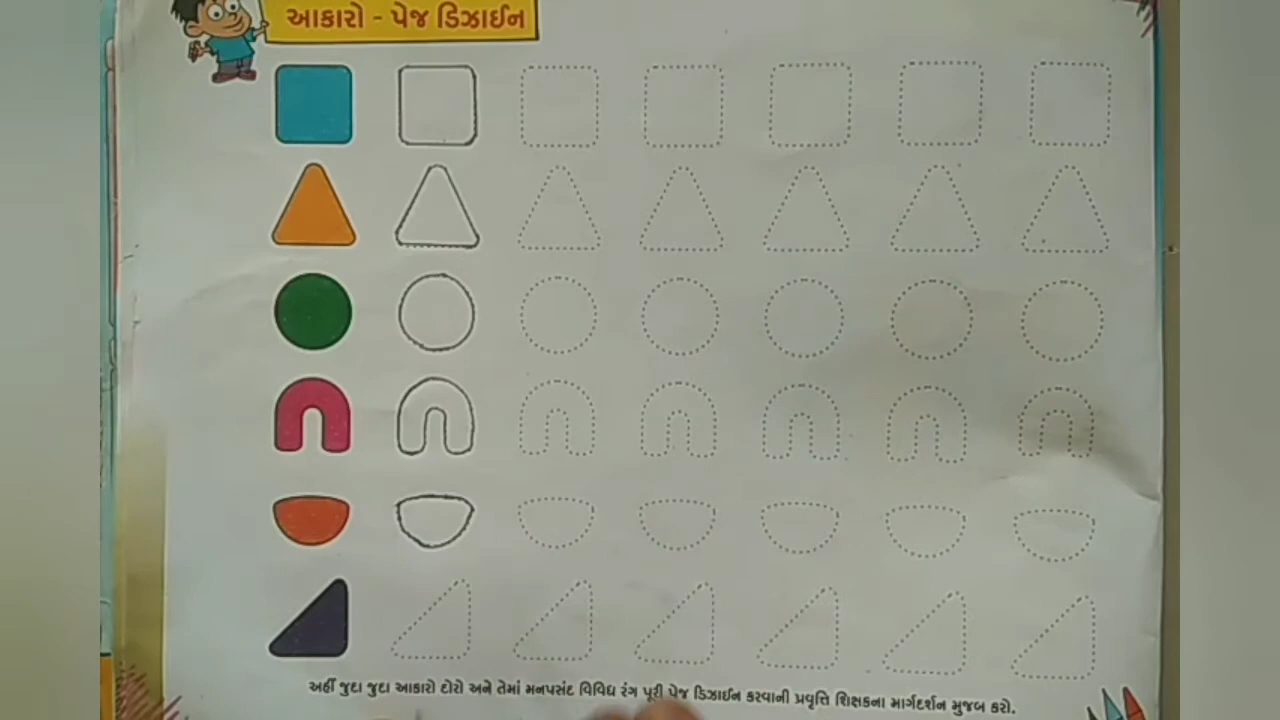 આકારો - પેજ ડિઝાઈન
અહીં જુદા જુદા આકારો દોરો અને તેમાં મનપસંદ વિવિધ રંગ પૂરી પેજ ડિઝાઈન કરવાની પ્રવૃત્તિ શિક્ષકના માર્ગદર્શન મુજબ કરો.